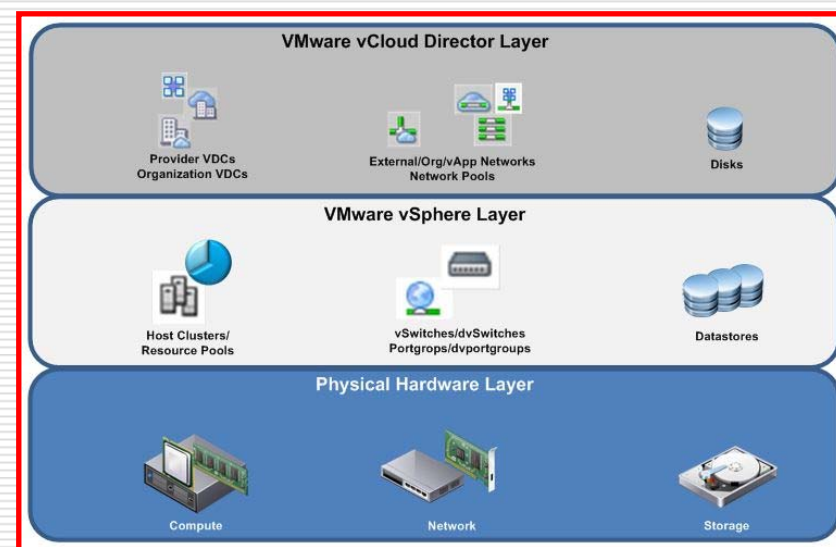 VMware vCloud Director Layer
Provider VDCs
Organization VDCs
External/Org/vApp Networks
Network Pools
Disks
VMware vSphere Layer
Host Clusters/
Resource Pools
vSwitches/dvSwitches
Portgrops/dvportgroups
Datastores
Physical Hardware Layer
Compute
Network
Storage